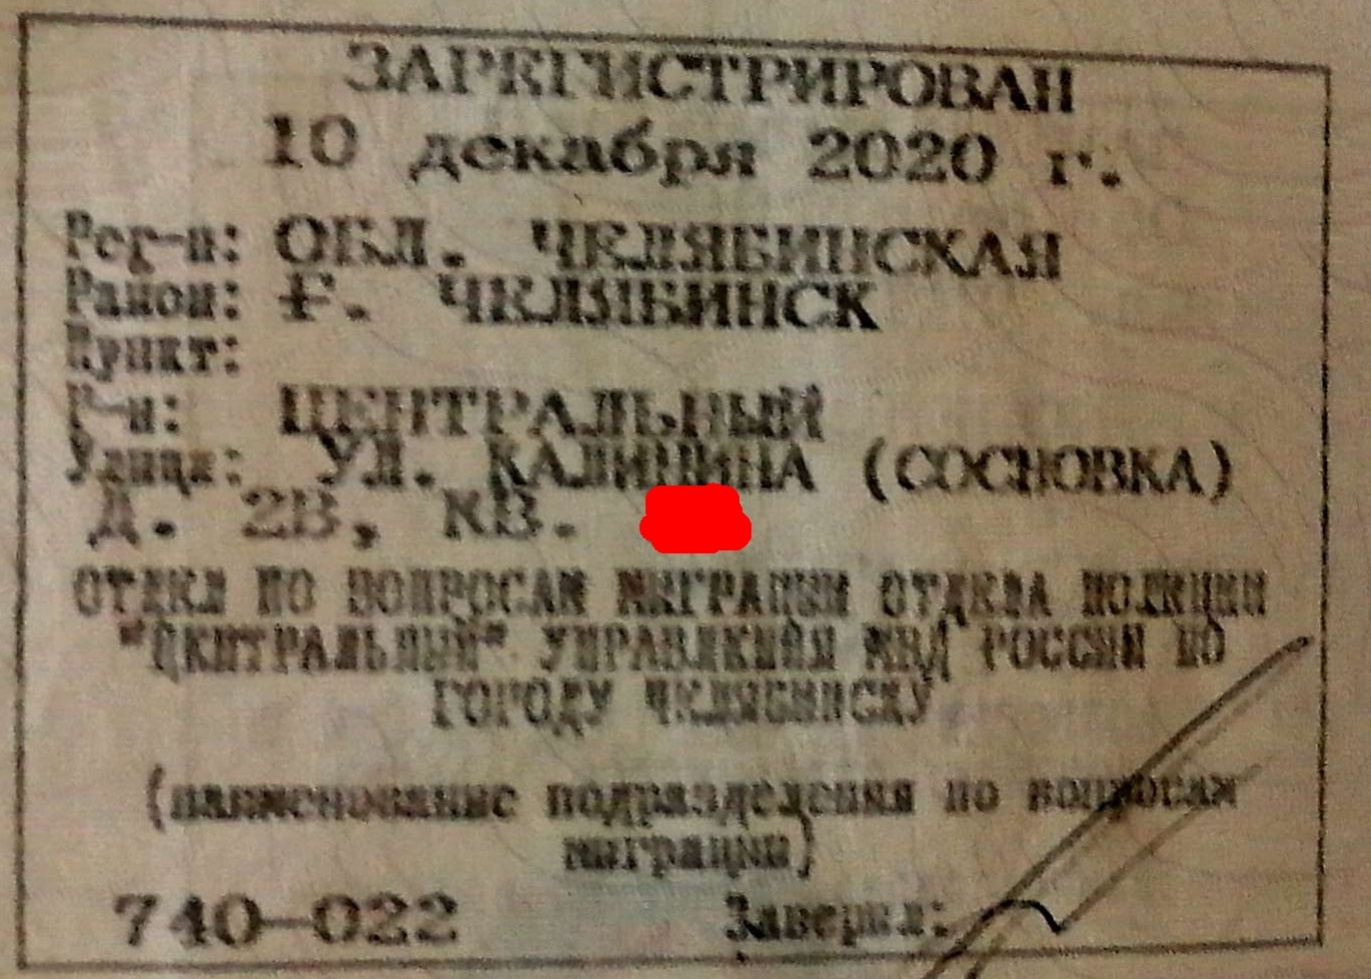 ЗАРЕГИСТРИРОВАН
10 декабря 2020 г.
Рег-н: ОБЛ. ЧЕЛЯБИНСКАЯ
Район: Г. ЧЕЛЯБИНСК
Пункт:
Р-н: ЦЕНТРАЛЬНЫЙ
Улица: УЛ. КАЛИНИНА (СОСНОВКА)
Д. 2В, КВ.
ОТДЕЛ ПО ВОПРОСАМ МИГРАЦИИ ОТДЕЛА ПОЛИЦИИ
"ЦЕНТРАЛЬНЫЙ" УПРАВЛЕНИЯ МВД РОССИИ ПО
ГОРОДУ ЧЕЛЯБИНСКУ
(наименование подразделения по вопросам
миграции)
740-022 Заверил: